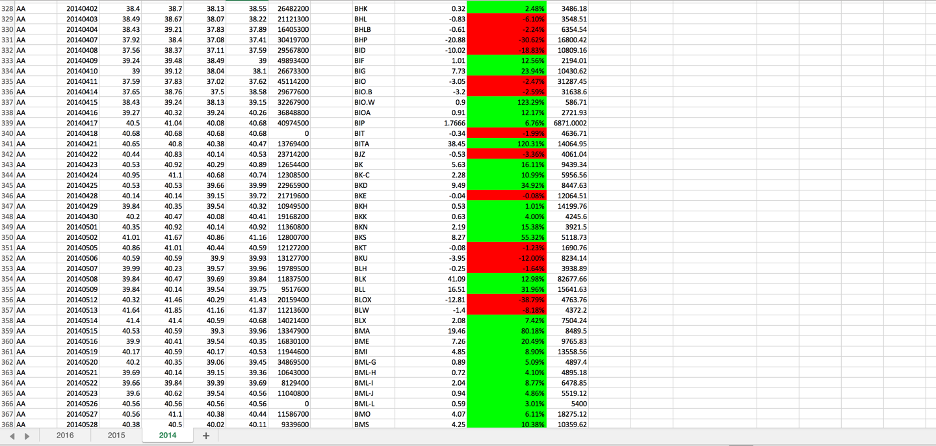 328 AA 20140402 38.4 38.7 38.13 38.55 26482200 BHK 0.32 2.48% 3486.18
329 AA 20140403 38.49 38.67 38.07 38.22 21121300 BHL -0.83 -6.10% 3548.51
330 AA 20140404 38.43 39.21 37.83 37.89 16405300 BHLB -0.61 -2.24% 6354.54
331 AA 20140407 37.92 38.4 37.08 37.41 30419700 BHP -20.88 -30.62% 16800.42
332 AA 20140408 37.56 38.37 37.11 37.59 29567800 BID -10.02 -18.83% 10809.16
333 AA 20140409 39.24 39.48 38.49 39 49893400 BIF 1.01 12.56% 2194.01
334 AA 20140410 39 39.12 38.04 38.1 26673300 BIG 7.73 23.94% 10430.62
335 AA 20140411 37.59 37.83 37.02 37.62 45114200 BIO -3.05 -2.47% 31287.45
336 AA 20140414 37.65 38.76 37.5 38.58 29677600 BIO.B -3.2 -2.59% 31638.6
337 AA 20140415 38.43 39.24 38.13 39.15 32267900 BIO.W 0.9 123.29% 586.71
338 AA 20140416 39.27 40.32 39.24 40.26 36848800 BIOA 0.91 12.17% 2721.93
339 AA 20140417 40.5 41.04 40.08 40.68 40974500 BIP 1.7666 6.76% 6871.0002
340 AA 20140418 40.68 40.68 40.68 40.68 0 BIT -0.34 -1.99% 4636.71
341 AA 20140421 40.65 40.8 40.38 40.47 13769400 BITA 38.45 120.31% 14064.95
342 AA 20140422 40.44 40.83 40.14 40.53 23714200 BJZ -0.53 -3.36% 4061.04
343 AA 20140423 40.53 40.92 40.29 40.89 12654400 BK 5.63 16.11% 9439.34
344 AA 20140424 40.95 41.1 40.68 40.74 12308500 BK-C 2.28 10.99% 5956.56
345 AA 20140425 40.53 40.53 39.66 39.99 22965900 BKD 9.49 34.92% 8447.63
346 AA 20140428 40.14 40.14 39.15 39.72 21719600 BKE -0.04 -0.08% 12064.51
347 AA 20140429 39.84 40.35 39.54 40.32 10949500 BKH 0.53 1.01% 14199.76
348 AA 20140430 40.2 40.47 40.08 40.41 19168200 BKK 0.63 4.00% 4245.6
349 AA 20140501 40.35 40.92 40.14 40.92 11360800 BKN 2.19 15.38% 3921.5
350 AA 20140502 41.01 41.67 40.86 41.16 12800700 BKS 8.27 55.32% 5118.73
351 AA 20140505 40.86 41.01 40.44 40.59 12127200 BKT -0.08 -1.23% 1690.76
352 AA 20140506 40.59 40.59 39.9 39.93 13127700 BKU -3.95 -12.00% 8234.14
353 AA 20140507 39.99 40.23 39.57 39.96 19789500 BLH -0.25 -1.64% 3938.89
354 AA 20140508 39.84 40.47 39.69 39.84 11837500 BLK 41.09 12.98% 82677.66
355 AA 20140509 39.84 40.14 39.54 39.75 9517600 BLL 16.51 31.96% 15641.63
356 AA 20140512 40.32 41.46 40.29 41.43 20159400 BLOX -12.81 -38.79% 4763.76
357 AA 20140513 41.64 41.85 41.16 41.37 11213600 BLW -1.4 -8.18% 4372.2
358 AA 20140514 41.4 41.4 40.59 40.68 14021400 BLX 2.08 7.42% 7504.24
359 AA 20140515 40.53 40.59 39.3 39.96 13347900 BMA 19.46 80.18% 8489.5
360 AA 20140516 39.9 40.41 39.54 40.35 16830100 BME 7.26 20.49% 9765.83
361 AA 20140519 40.17 40.59 40.17 40.53 11944600 BMI 4.85 8.90% 13558.56
362 AA 20140520 40.2 40.35 39.06 39.45 34869500 BML-G 0.89 5.09% 4897.4
363 AA 20140521 39.69 40.14 39.15 39.36 10643000 BML-H 0.72 4.10% 4895.18
364 AA 20140522 39.66 39.84 39.39 39.69 8129400 BML-I 2.04 8.77% 6478.85
365 AA 20140523 39.6 40.62 39.54 40.56 11040800 BML-J 0.94 4.86% 5519.12
366 AA 20140526 40.56 40.56 40.56 40.56 0 BML-L 0.59 3.01% 5400
367 AA 20140527 40.56 41.1 40.38 40.44 11586700 BMO 4.07 6.11% 18275.12
368 AA 20140528 40.38 40.5 40.02 40.11 9339600 BMS 4.25 10.38% 10359.62
2016 2015 2014 +